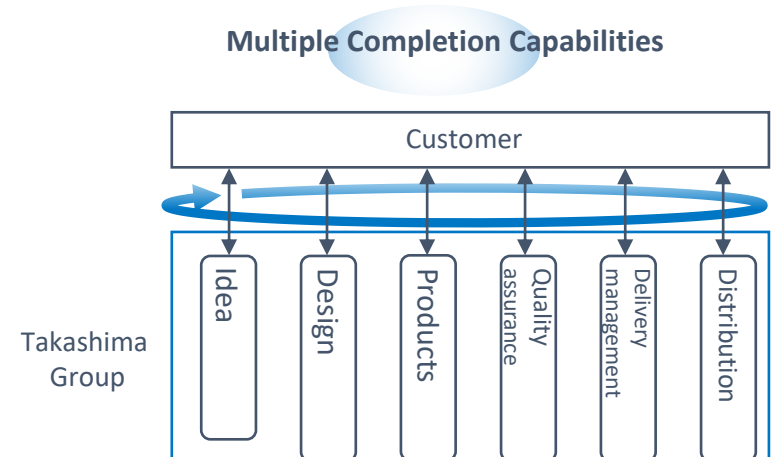 Multiple Completion Capabilities
Customer
Takashima
Group
Idea
Design
Products
Quality
assurance
Delivery
management
Distribution